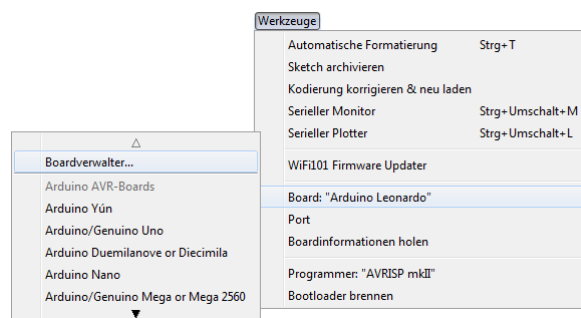 Werkzeuge
Automatische Formatierung Strg+T
Sketch archivieren
Kodierung korrigieren & neu laden
Serieller Monitor Strg+Umschalt+M
Serieller Plotter Strg+Umschalt+L
WiFi101 Firmware Updater
Board: "Arduino Leonardo"
Port
Boardinformationen holen
Programmer: "AVRISP mkII"
Bootloader brennen
Boardverwalter...
Arduino AVR-Boards
Arduino Yún
Arduino/Genuino Uno
Arduino Duemilanove or Diecimila
Arduino Nano
Arduino/Genuino Mega or Mega 2560